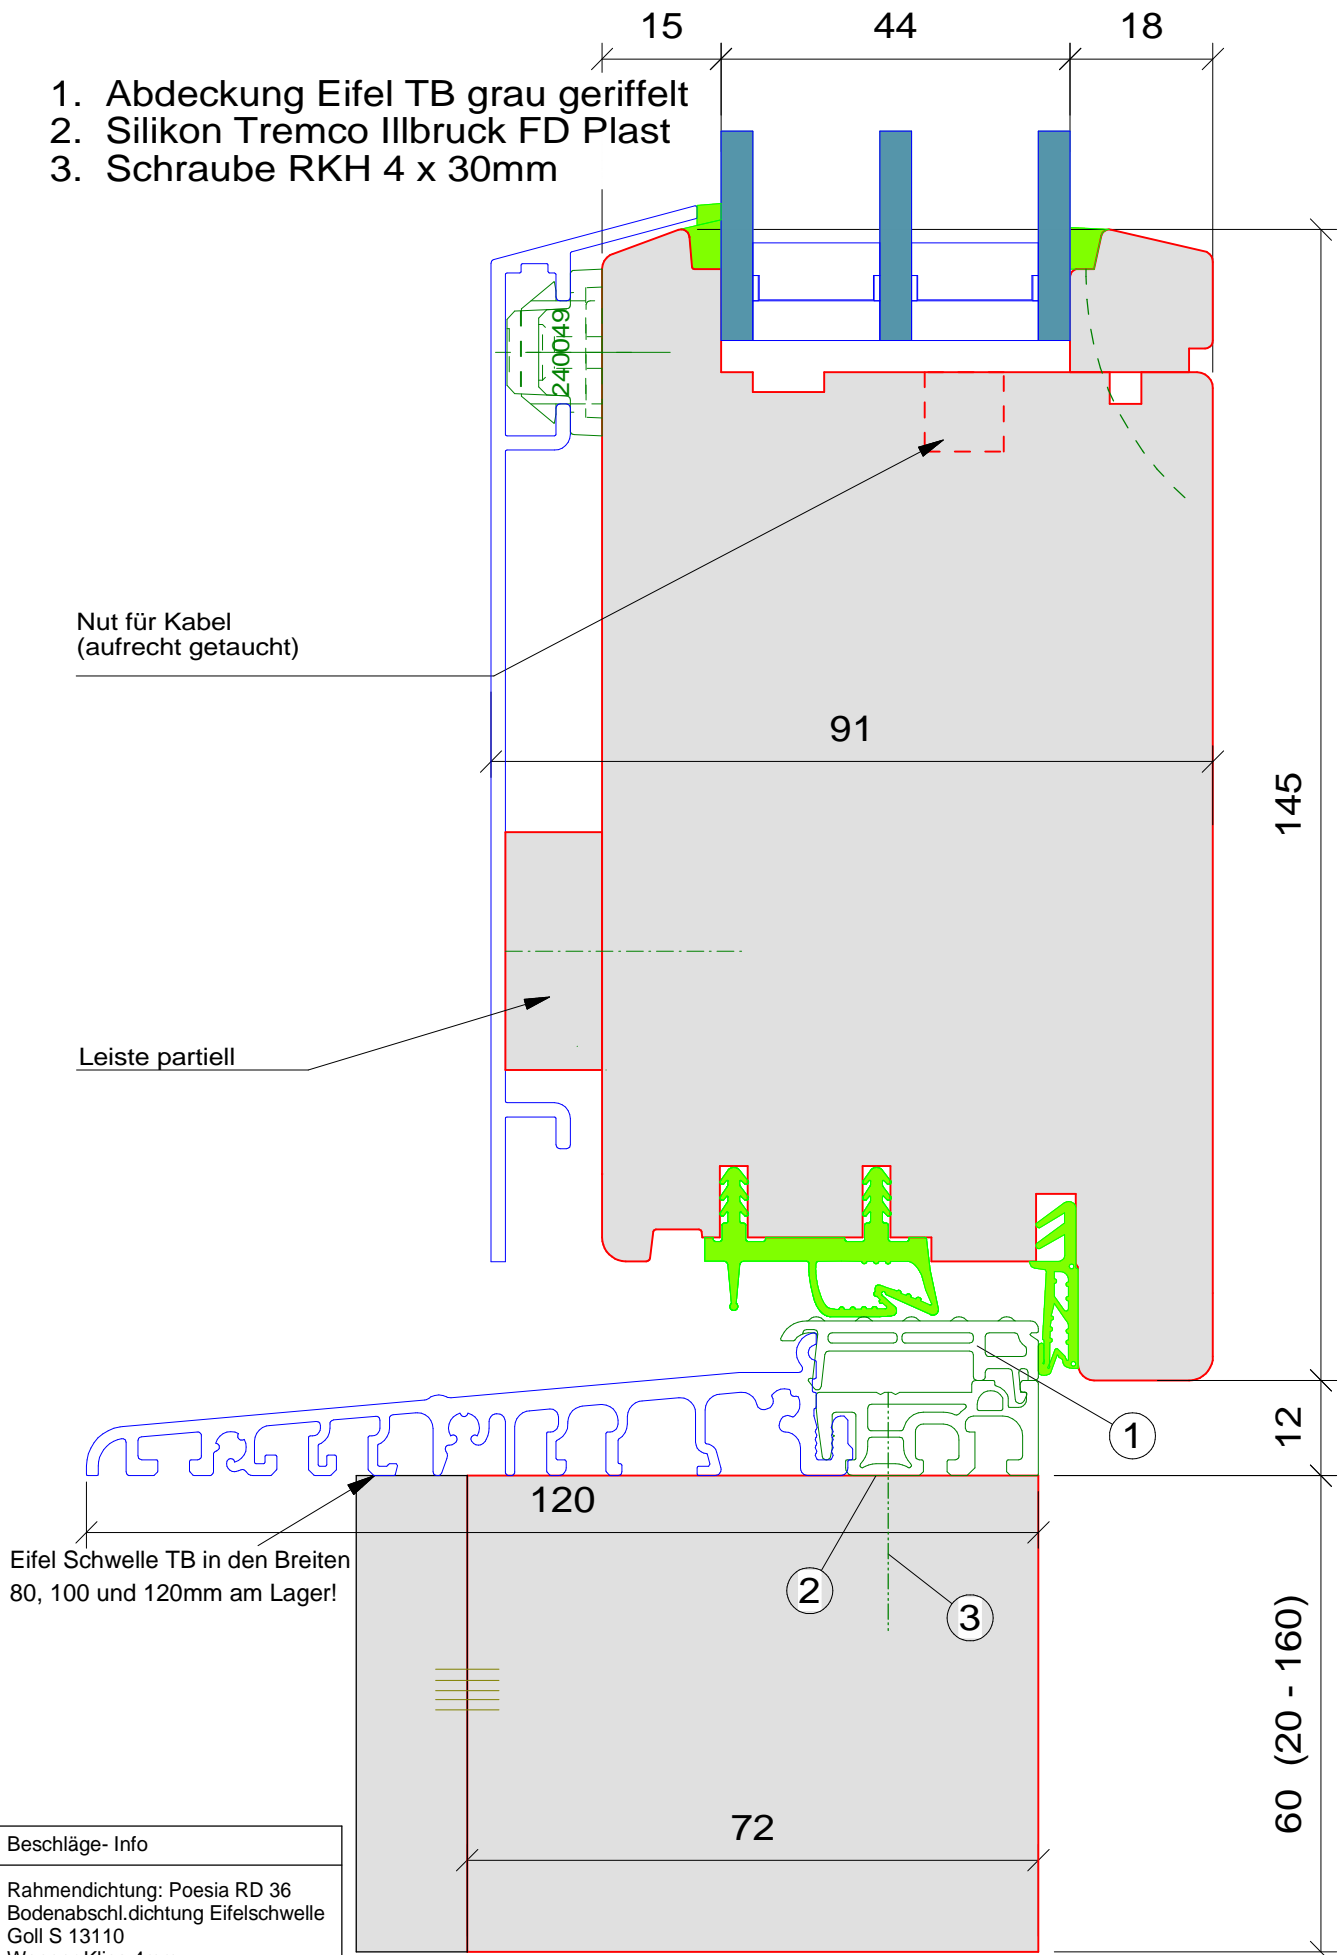 15
44
18
1. Abdeckung Eifel TB grau geriffelt
2. Silikon Tremco Illbruck FD Plast
3. Schraube RKH 4 x 30mm
240049
Nut für Kabel
(aufrecht getaucht)
91
145
Leiste partiell
1
12
120
Eifel Schwelle TB in den Breiten
80, 100 und 120mm am Lager!
2
3
60 (20 - 160)
72
Beschläge- Info
Rahmendichtung: Poesia RD 36
Bodenabschl.dichtung Eifelschwelle
Goll S 13110